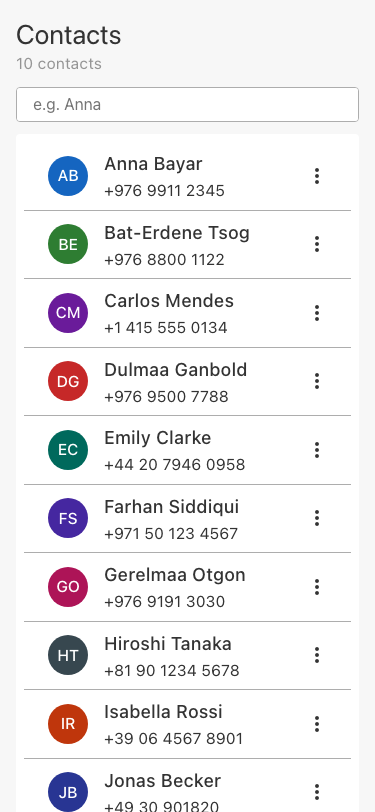 Contacts
10 contacts
e.g. Anna
AB
Anna Bayar
+976 9911 2345
BE
Bat-Erdene Tsog
+976 8800 1122
CM
Carlos Mendes
+1 415 555 0134
DG
Dulmaa Ganbold
+976 9500 7788
EC
Emily Clarke
+44 20 7946 0958
FS
Farhan Siddiqui
+971 50 123 4567
GO
Gerelmaa Otgon
+976 9191 3030
HT
Hiroshi Tanaka
+81 90 1234 5678
IR
Isabella Rossi
+39 06 4567 8901
JB
Jonas Becker
+49 30 901820